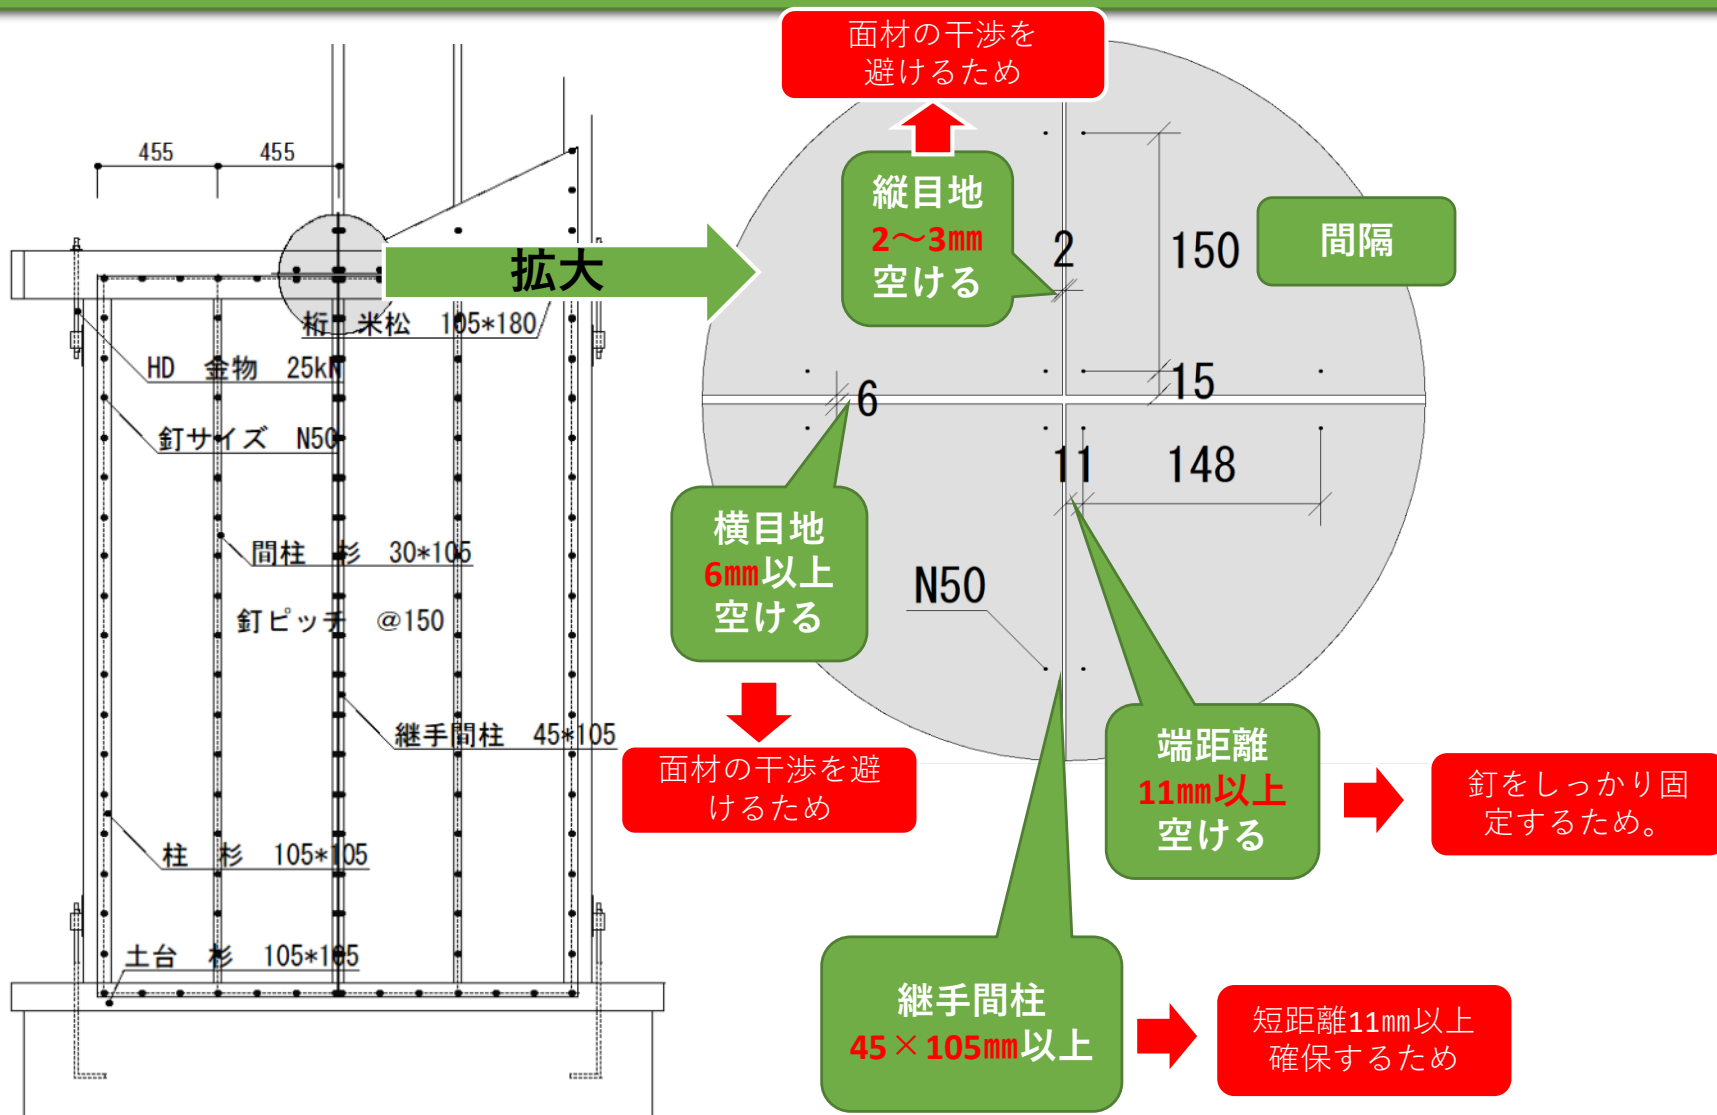 455
455
桁　米松　105*180
HD　金物　25kN
釘サイズ　N50
間柱　杉　30*105
釘ピッチ　@150
継手間柱　45*105
柱　杉　105*105
土台　杉　105*105
拡大
面材の干渉を
避けるため
縦目地
2～3㎜
空ける
間隔
2
150
15
6
11
148
N50
横目地
6㎜以上
空ける
面材の干渉を避
けるため
端距離
11㎜以上
空ける
釘をしっかり固
定するため。
継手間柱
45×105㎜以上
短距離11㎜以上
確保するため